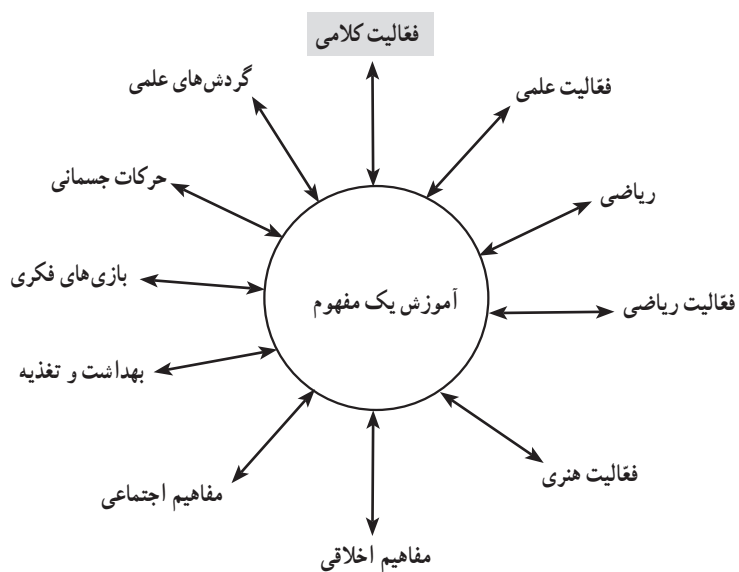 فعّالیت کلامی
گردش‌های علمی
فعّالیت علمی
حرکات جسمانی
ریاضی
بازی‌های فکری
آموزش یک مفهوم
فعّالیت ریاضی
بهداشت و تغذیه
فعّالیت هنری
مفاهیم اجتماعی
مفاهیم اخلاقی